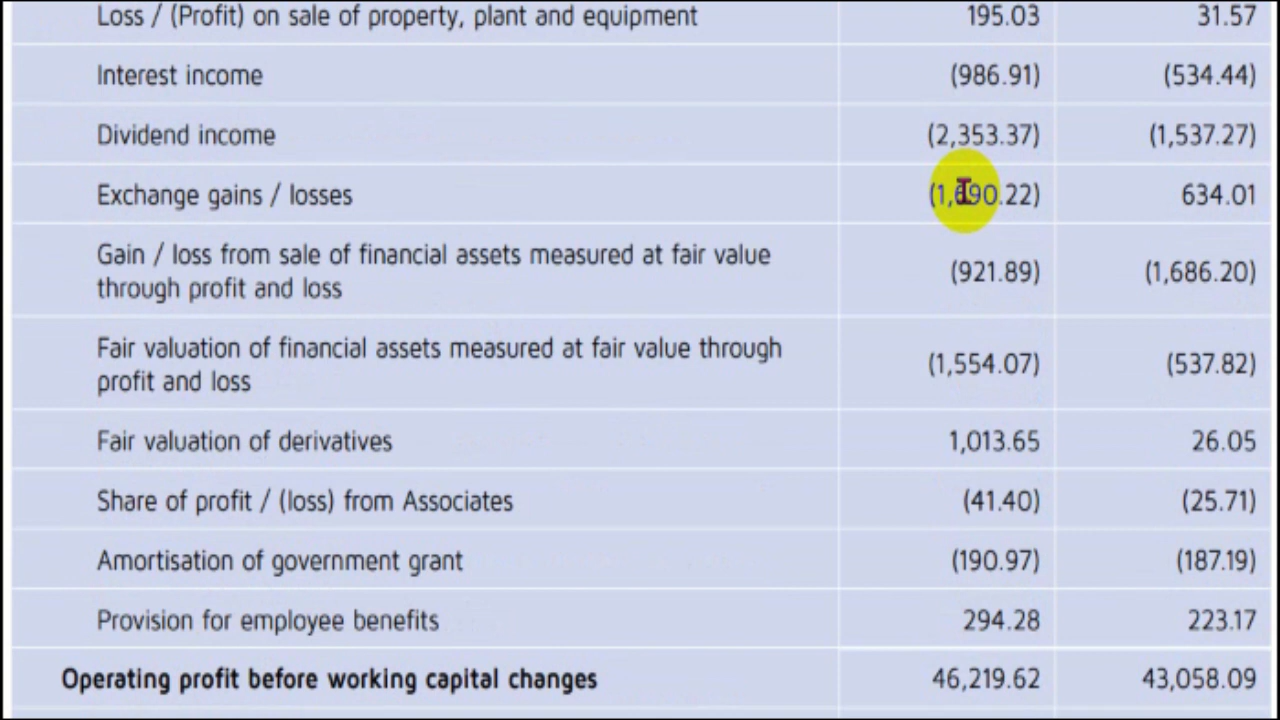 Loss / (Profit) on sale of property, plant and equipment 195.03 31.57
Interest income (986.91) (534.44)
Dividend income (2,353.37) (1,537.27)
Exchange gains / losses (1,690.22) 634.01
Gain / loss from sale of financial assets measured at fair value
through profit and loss (921.89) (1,686.20)
Fair valuation of financial assets measured at fair value through
profit and loss (1,554.07) (537.82)
Fair valuation of derivatives 1,013.65 26.05
Share of profit / (loss) from Associates (41.40) (25.71)
Amortisation of government grant (190.97) (187.19)
Provision for employee benefits 294.28 223.17
Operating profit before working capital changes 46,219.62 43,058.09